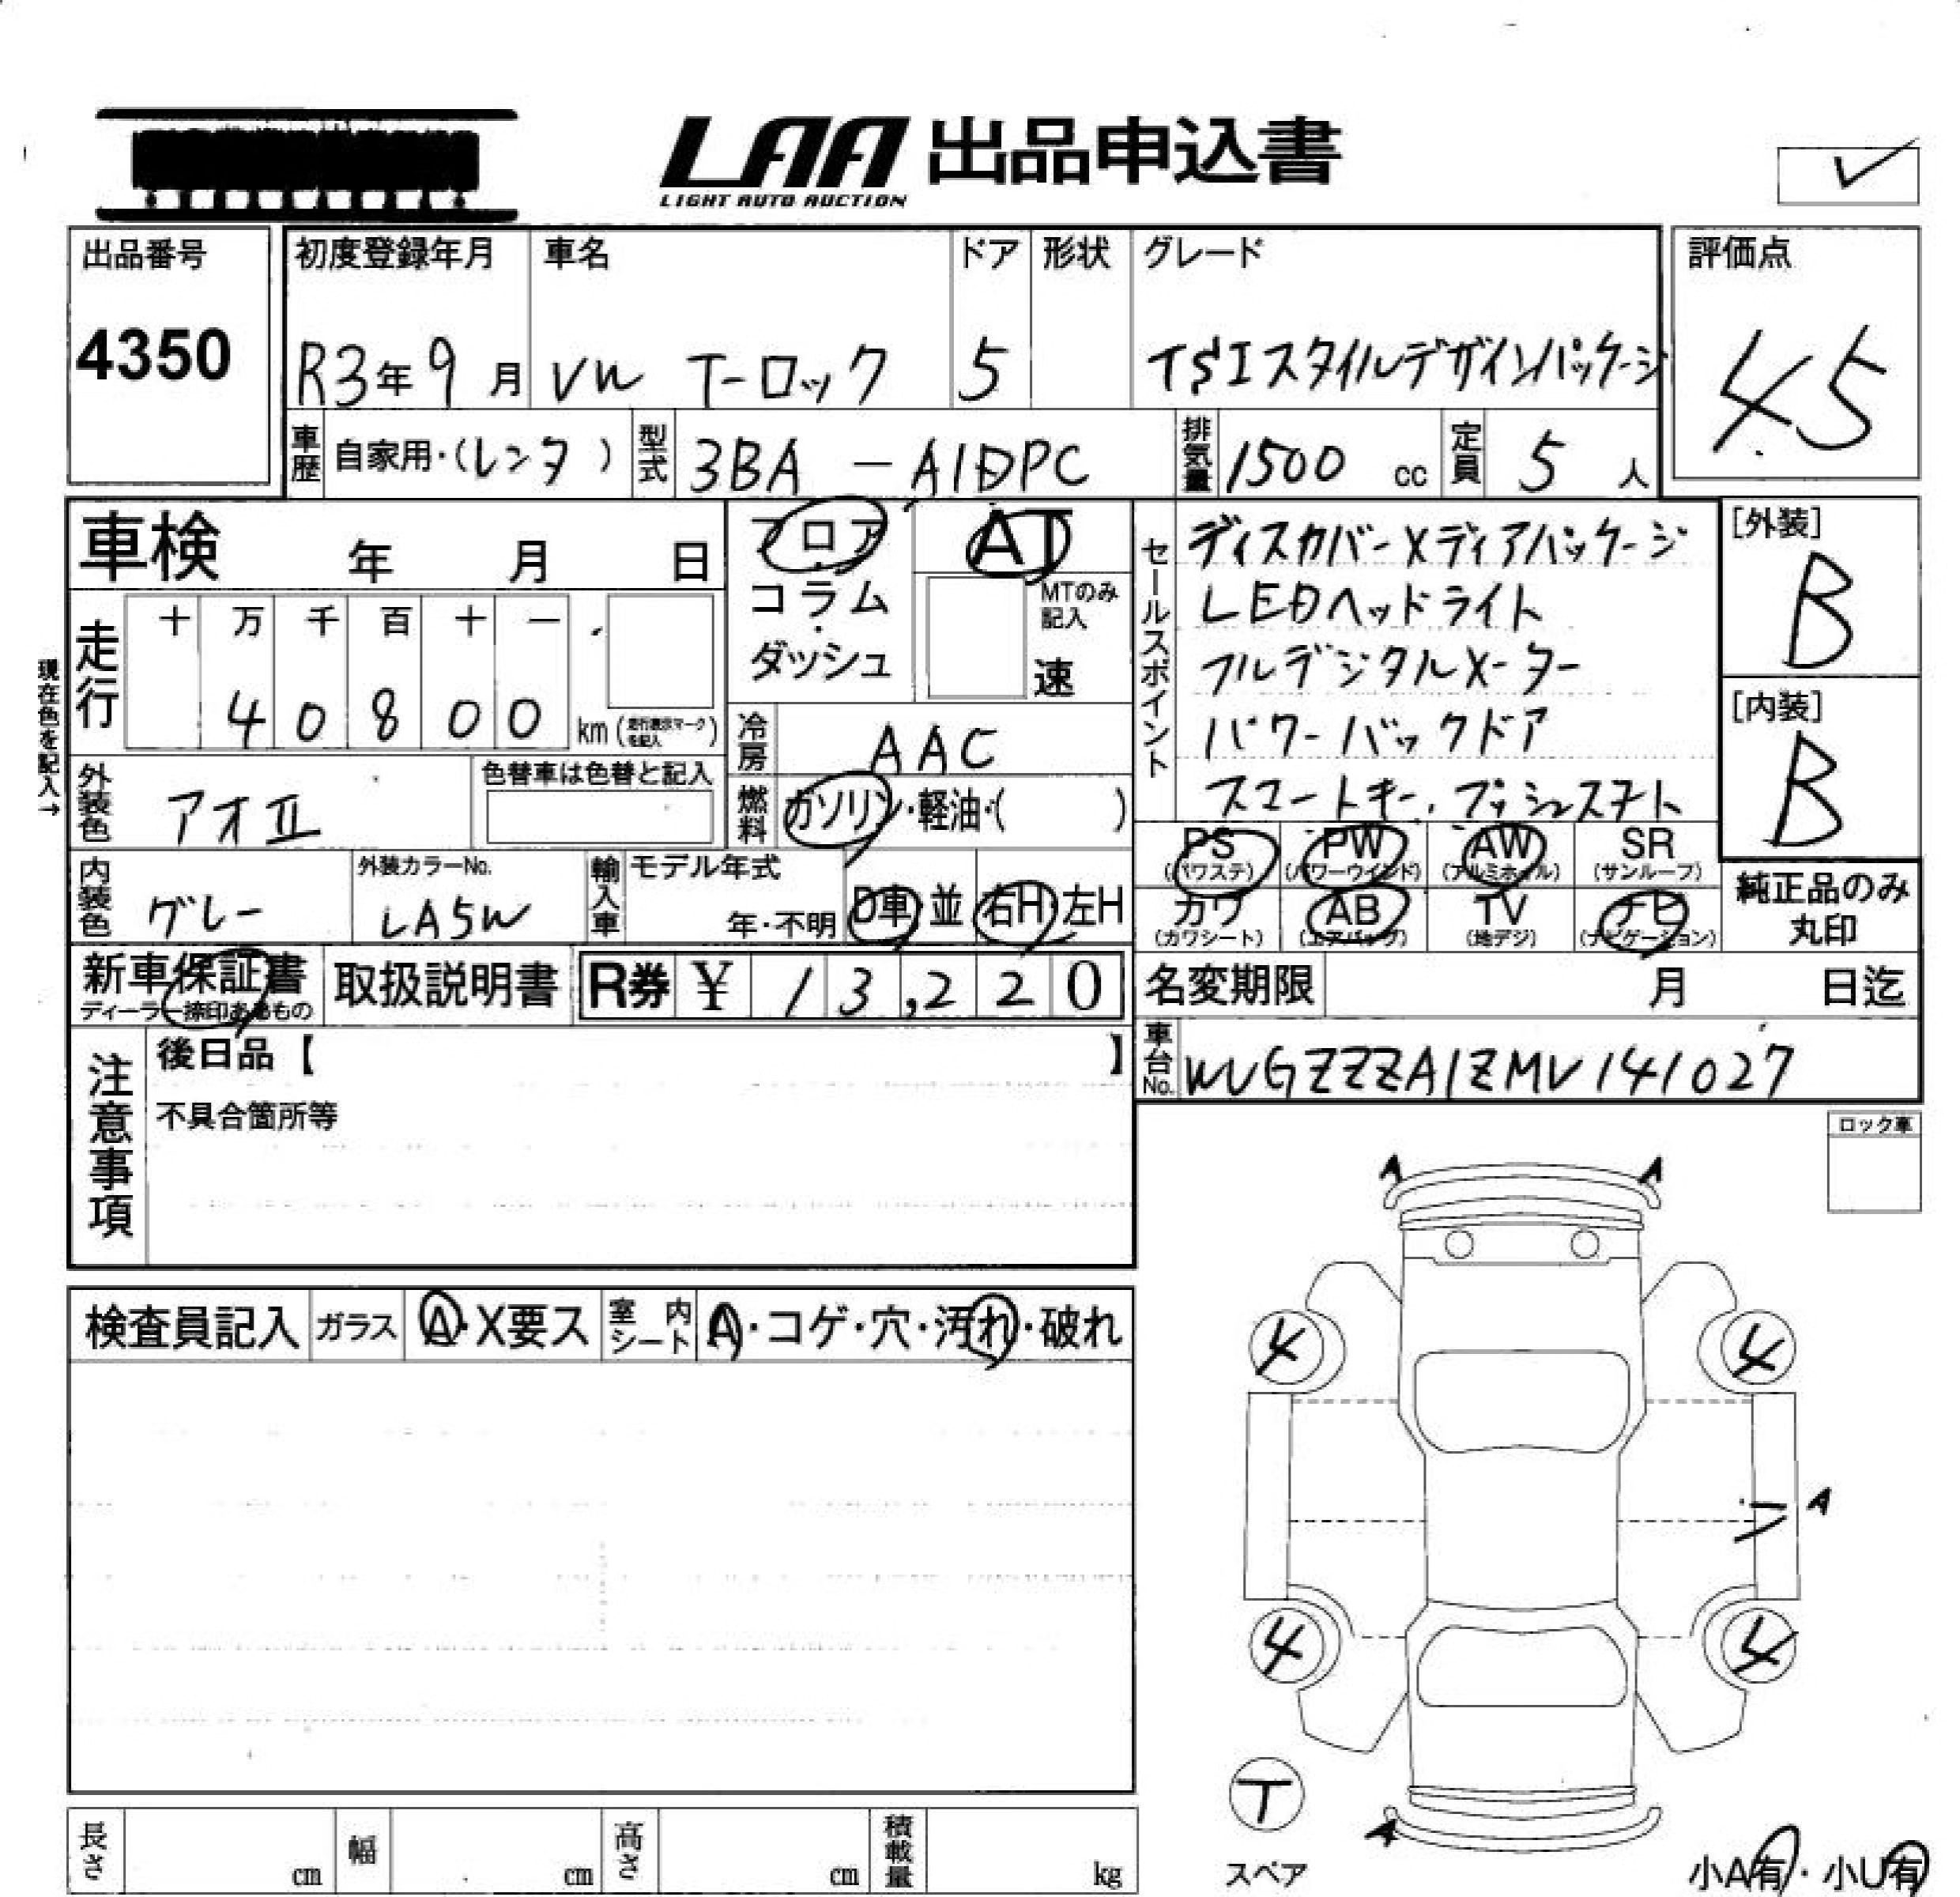 LAA 出品申込書
LIGHT AUTO AUCTION
✓
出品番号
4350
初度登録年月
R3年9月
車名
VW T-ロック
ドア
5
形状
グレード
TSIスタイルデザインパッケージ
評価点
4.5
車歴
自家用・(レンタ)
型式
3BA - A1DPC
排気量
1500 cc
定員
5 人
車検 年 月 日
フロア
・
コラム
・
ダッシュ
AT
MTのみ
記入
速
セールスポイント
ディスカバーメディアパッケージ
LEDヘッドライト
フルデジタルメーター
パワーバックドア
スマートキー、プッシュスタート
[外装]
B
[内装]
B
現在色を記入→
走行
十 万 千 百 十 一
4 0 8 0 0 km (走行表示マークを記入)
冷房
AAC
外装色
アオⅡ
色替車は色替と記入
燃料
ガソリン・軽油・( )
PS
(パワステ)
PW
(パワーウインド)
AW
(アルミホイル)
SR
(サンルーフ)
内装色
グレー
外装カラーNo.
LA5W
輸入車
モデル年式
年・不明
D車・並
右H・左H
カワ
(カワシート)
AB
(エアバッグ)
TV
(地デジ)
ナビ
(ナビゲーション)
純正品のみ
丸印
新車保証書
ディーラー捺印あるもの
取扱説明書
R券 ¥ 13,220
名変期限 月 日迄
注意事項
後日品【 】
不具合箇所等
車台No.
WVGZZZA1ZMV141027
ロック車
A A
検査員記入
ガラス
A・X要ス
室内シート
A・コゲ・穴・汚れ・破れ
4 4
A
4 4
T
スペア
A
長さ cm
幅 cm
高さ cm
積載量 kg
小A有・小U有